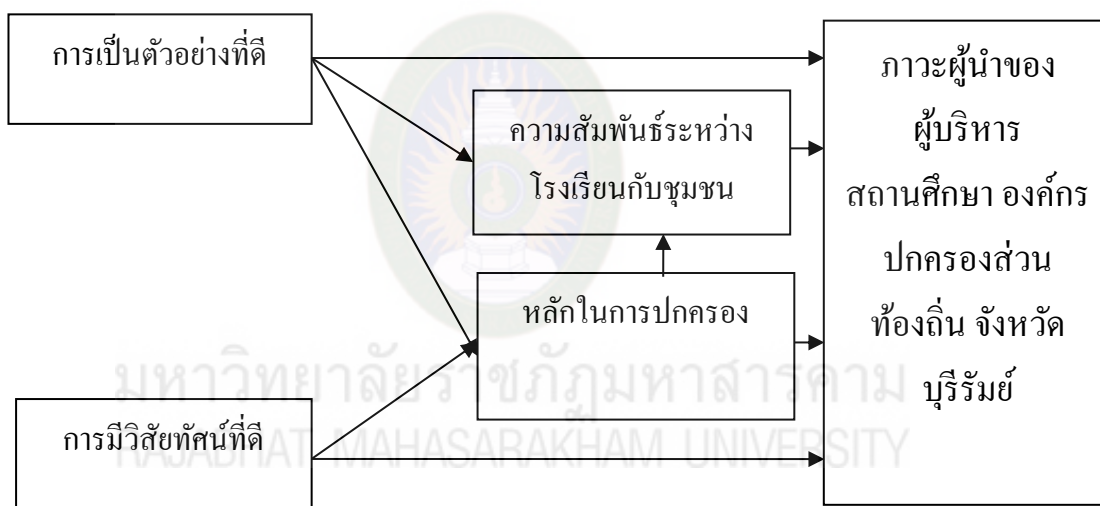 การเป็นตัวอย่างที่ดี
ความสัมพันธ์ระหว่าง
โรงเรียนกับชุมชน
หลักในการปกครอง
การมีวิสัยทัศน์ที่ดี
ภาวะผู้นำของ
ผู้บริหาร
สถานศึกษา องค์กร
ปกครองส่วน
ท้องถิ่น จังหวัด
บุรีรัมย์
มหาวิทยาลัยราชภัฏมหาสารคาม
RAJABHAT MAHASARAKHAM UNIVERSITY